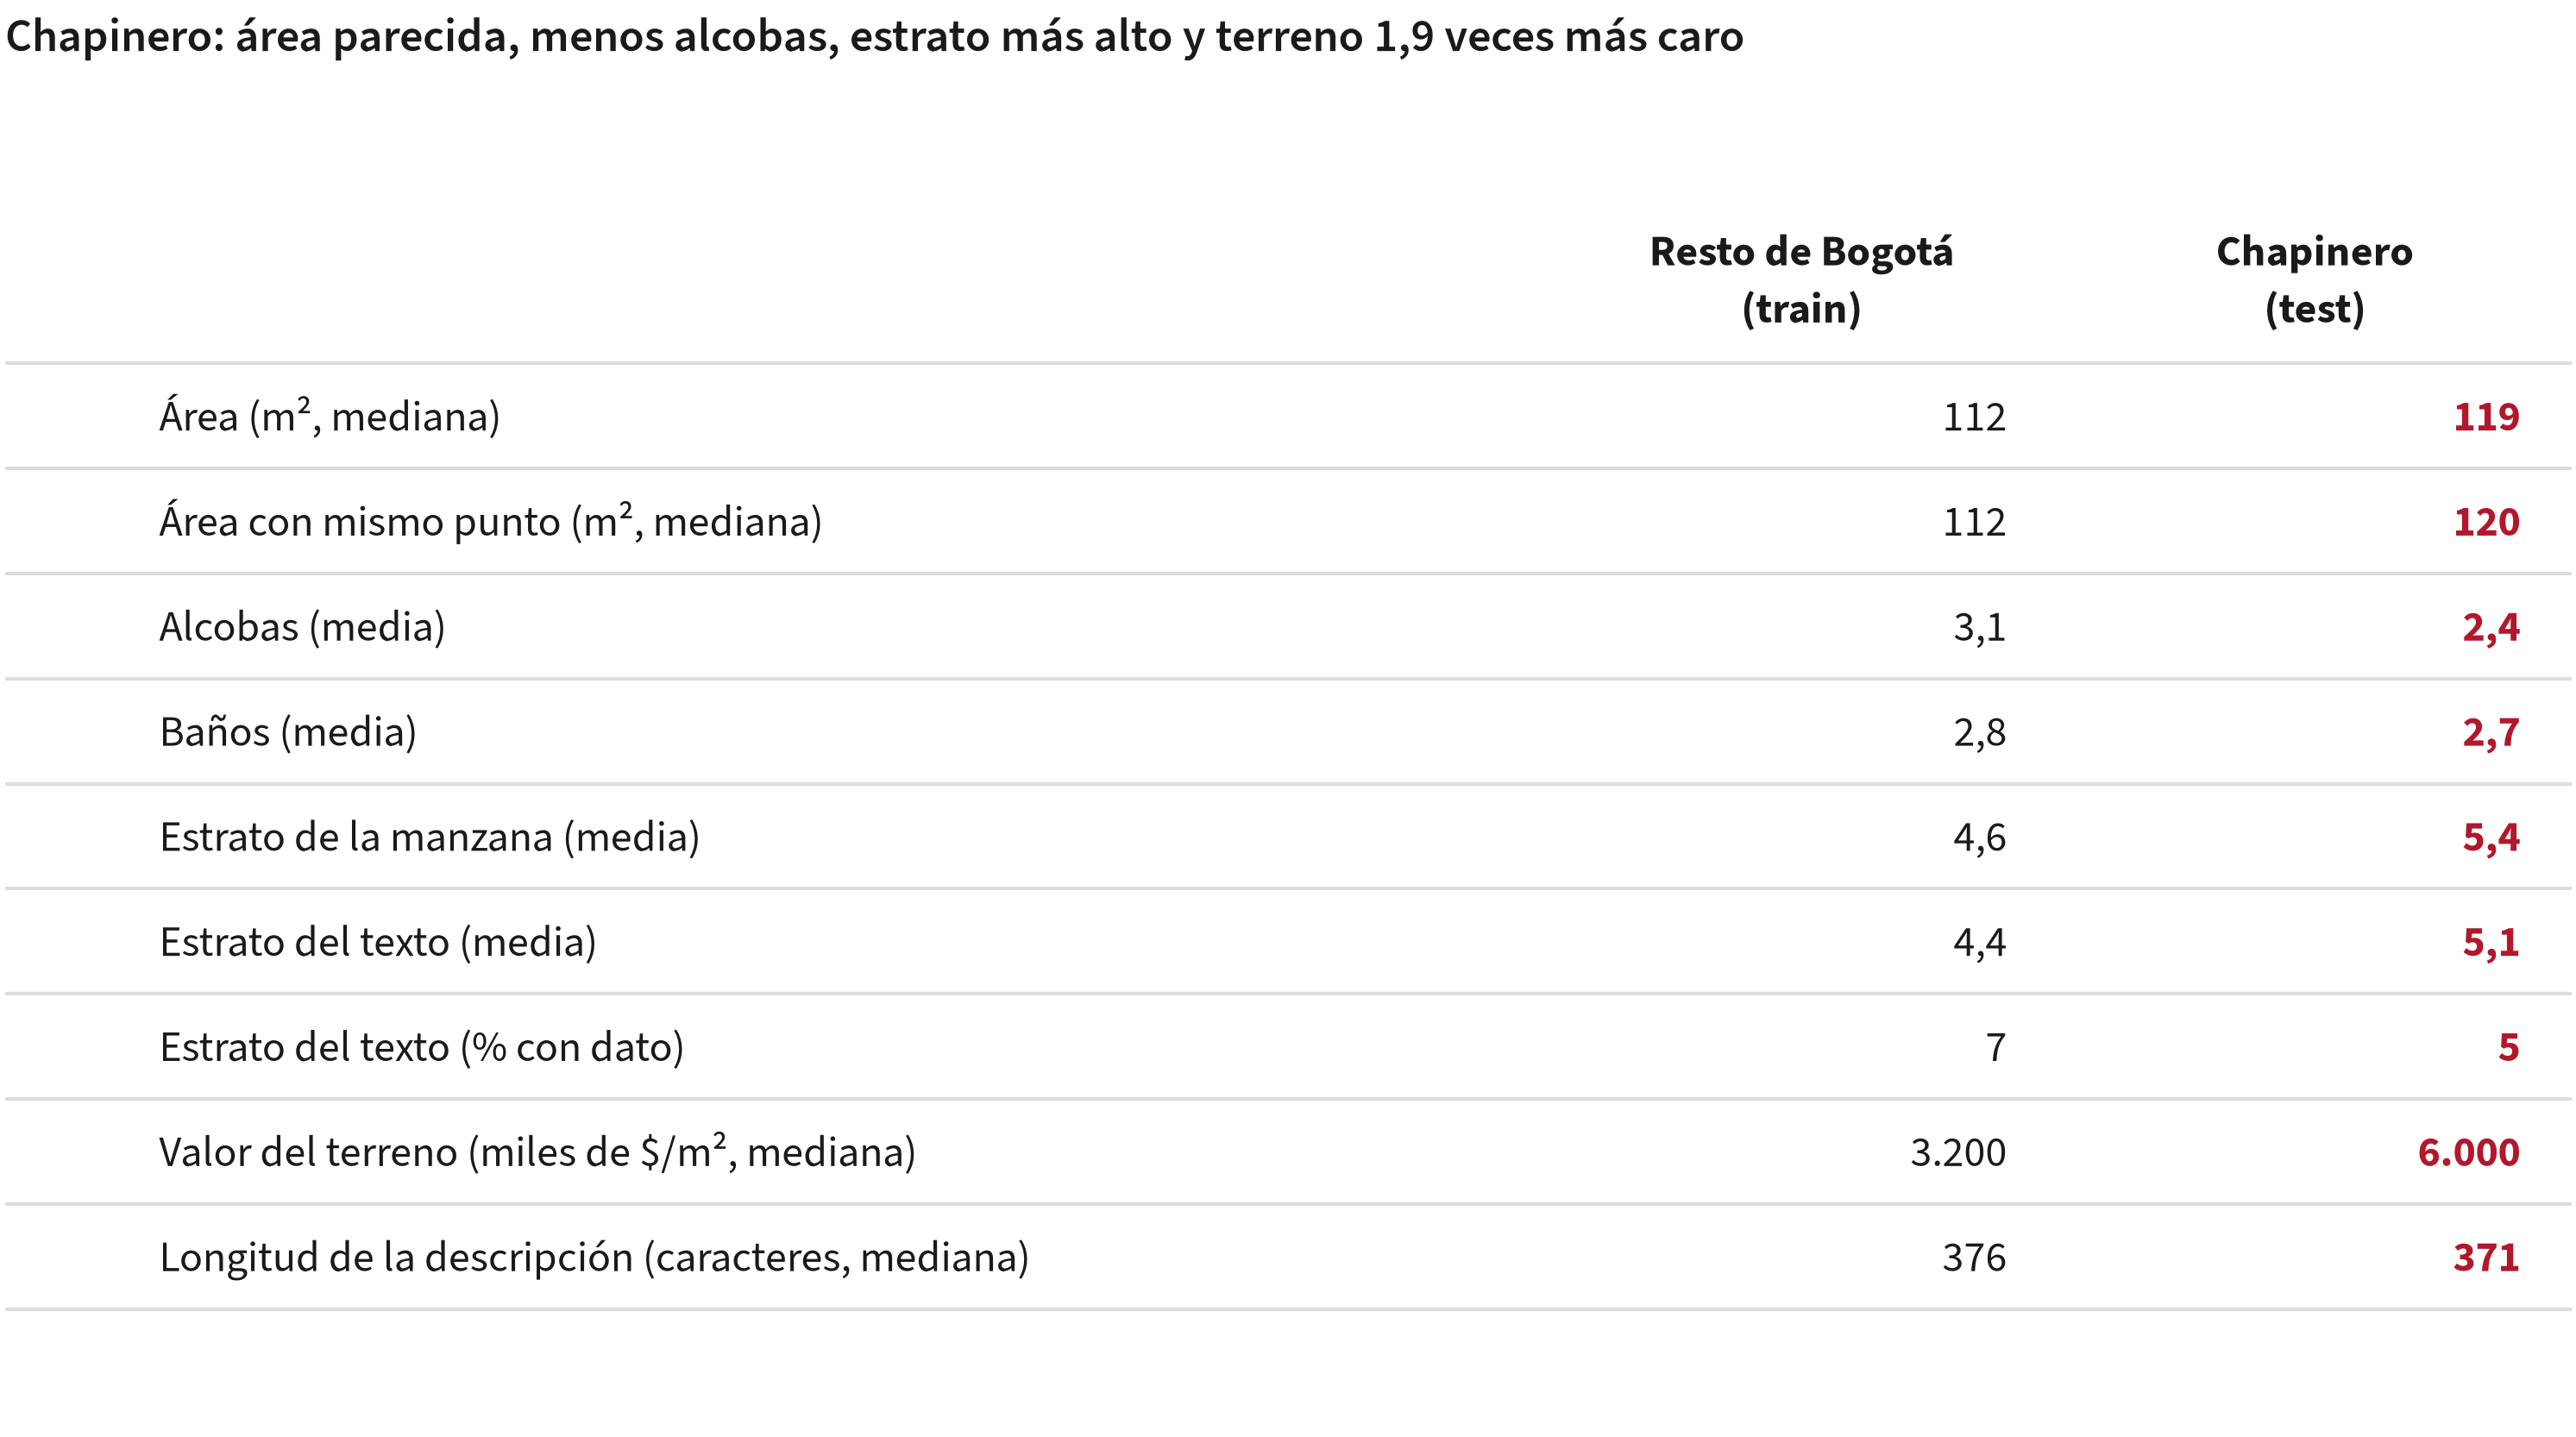 Chapinero: área parecida, menos alcobas, estrato más alto y terreno 1,9 veces más caro
Resto de Bogotá Chapinero
(train) (test)
Área (m², mediana) 112 119
Área con mismo punto (m², mediana) 112 120
Alcobas (media) 3,1 2,4
Baños (media) 2,8 2,7
Estrato de la manzana (media) 4,6 5,4
Estrato del texto (media) 4,4 5,1
Estrato del texto (% con dato) 7 5
Valor del terreno (miles de $/m², mediana) 3.200 6.000
Longitud de la descripción (caracteres, mediana) 376 371